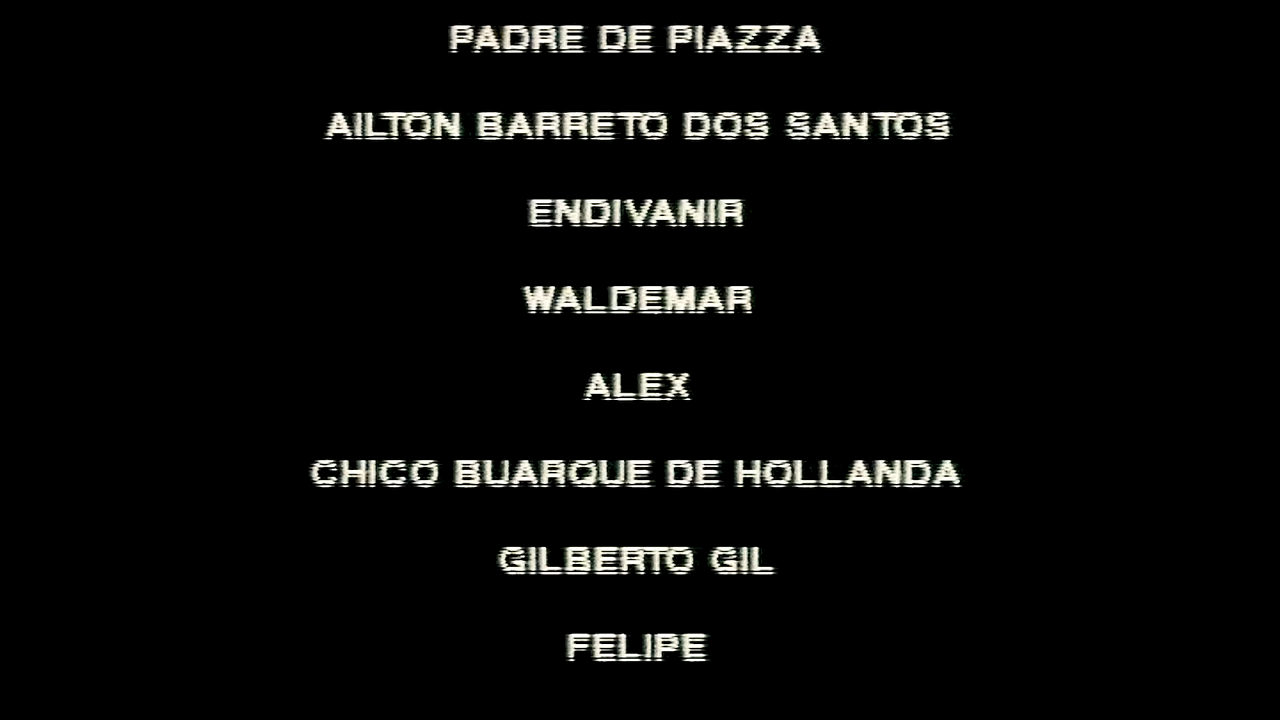 PADRE DE PIAZZA
AILTON BARRETO DOS SANTOS
ENDIVANIR
WALDEMAR
ALEX
CHICO BUARQUE DE HOLLANDA
GILBERTO GIL
FELIPE